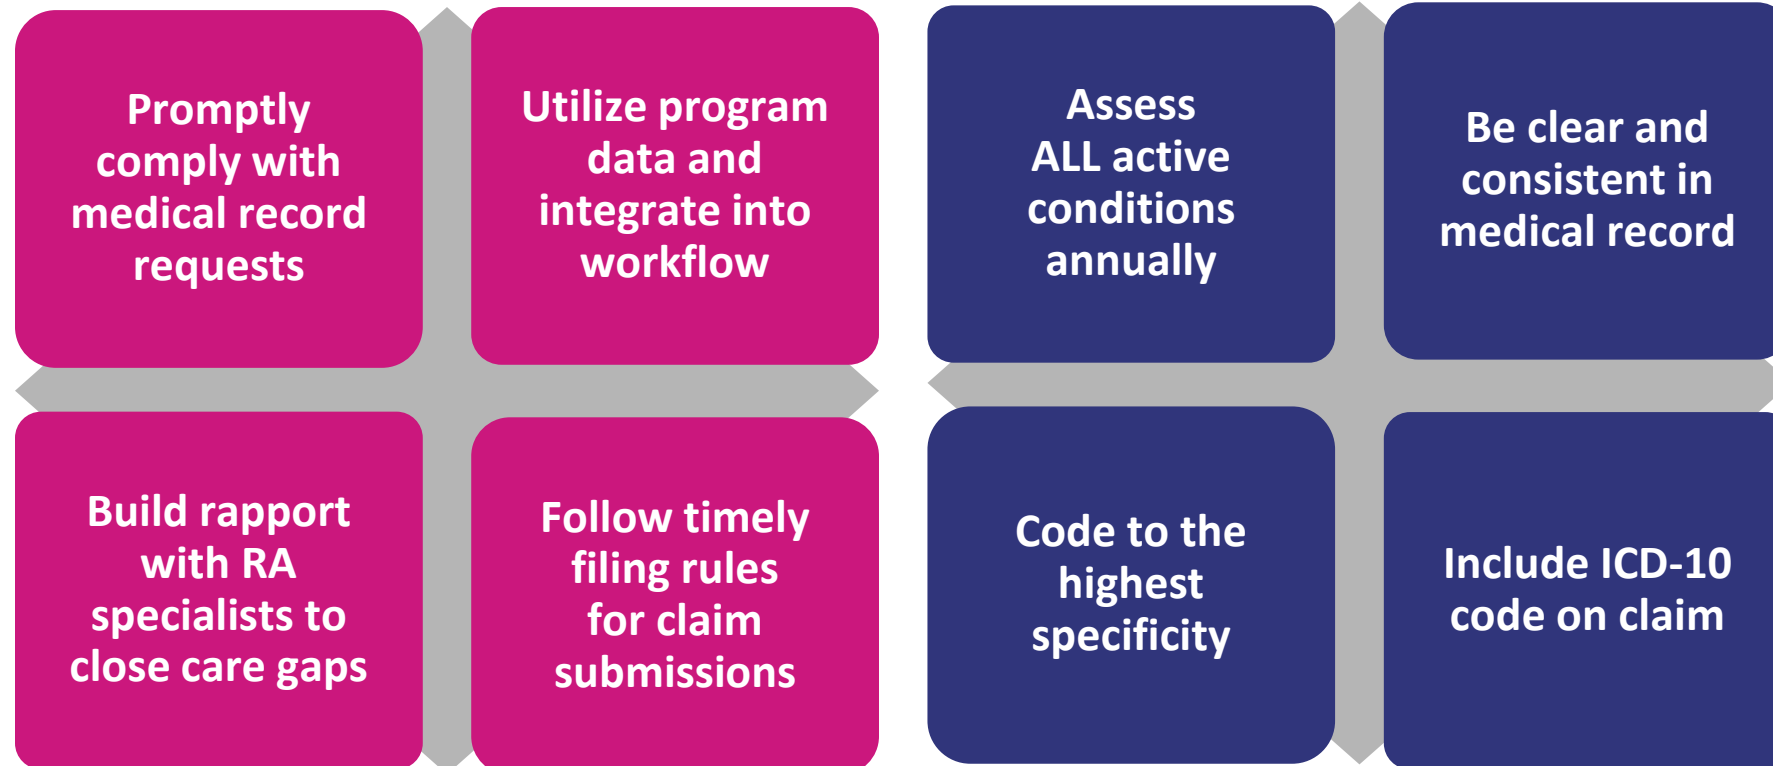 Promptly
comply with
medical record
requests
Utilize program
data and
integrate into
workflow
Build rapport
with RA
specialists to
close care gaps
Follow timely
filing rules
for claim
submissions
Assess
ALL active
conditions
annually
Be clear and
consistent in
medical record
Code to the
highest
specificity
Include ICD-10
code on claim